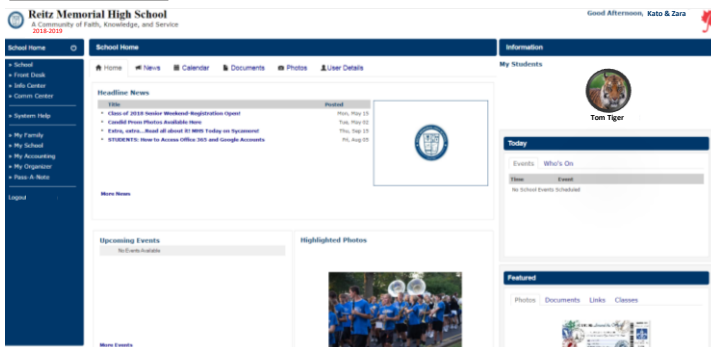 Reitz Memorial High School
A Community of Faith, Knowledge, and Service
2018-2019
Good Afternoon, Kato & Zara
School Home
» School
» Front Desk
» Info Center
» Comm Center
» System Help
» My Family
» My School
» My Accounting
» My Organizer
» Pass-A-Note
Logout
School Home
Home News Calendar Documents Photos User Details
Headline News
Title Posted
Class of 2018 Senior Weekend-Registration Open! Mon, May 15
Candid Prom Photos Available Here Tue, May 02
Extra, extra...Read all about it! MHS Today on Sycamore! Thu, Sep 15
STUDENTS: How to Access Office 365 and Google Accounts Fri, Aug 05
More News
Upcoming Events
No Events Available
More Events
Highlighted Photos
Information
My Students
Tom Tiger
Today
Events Who's On
Time Event
No School Events Scheduled
Featured
Photos Documents Links Classes